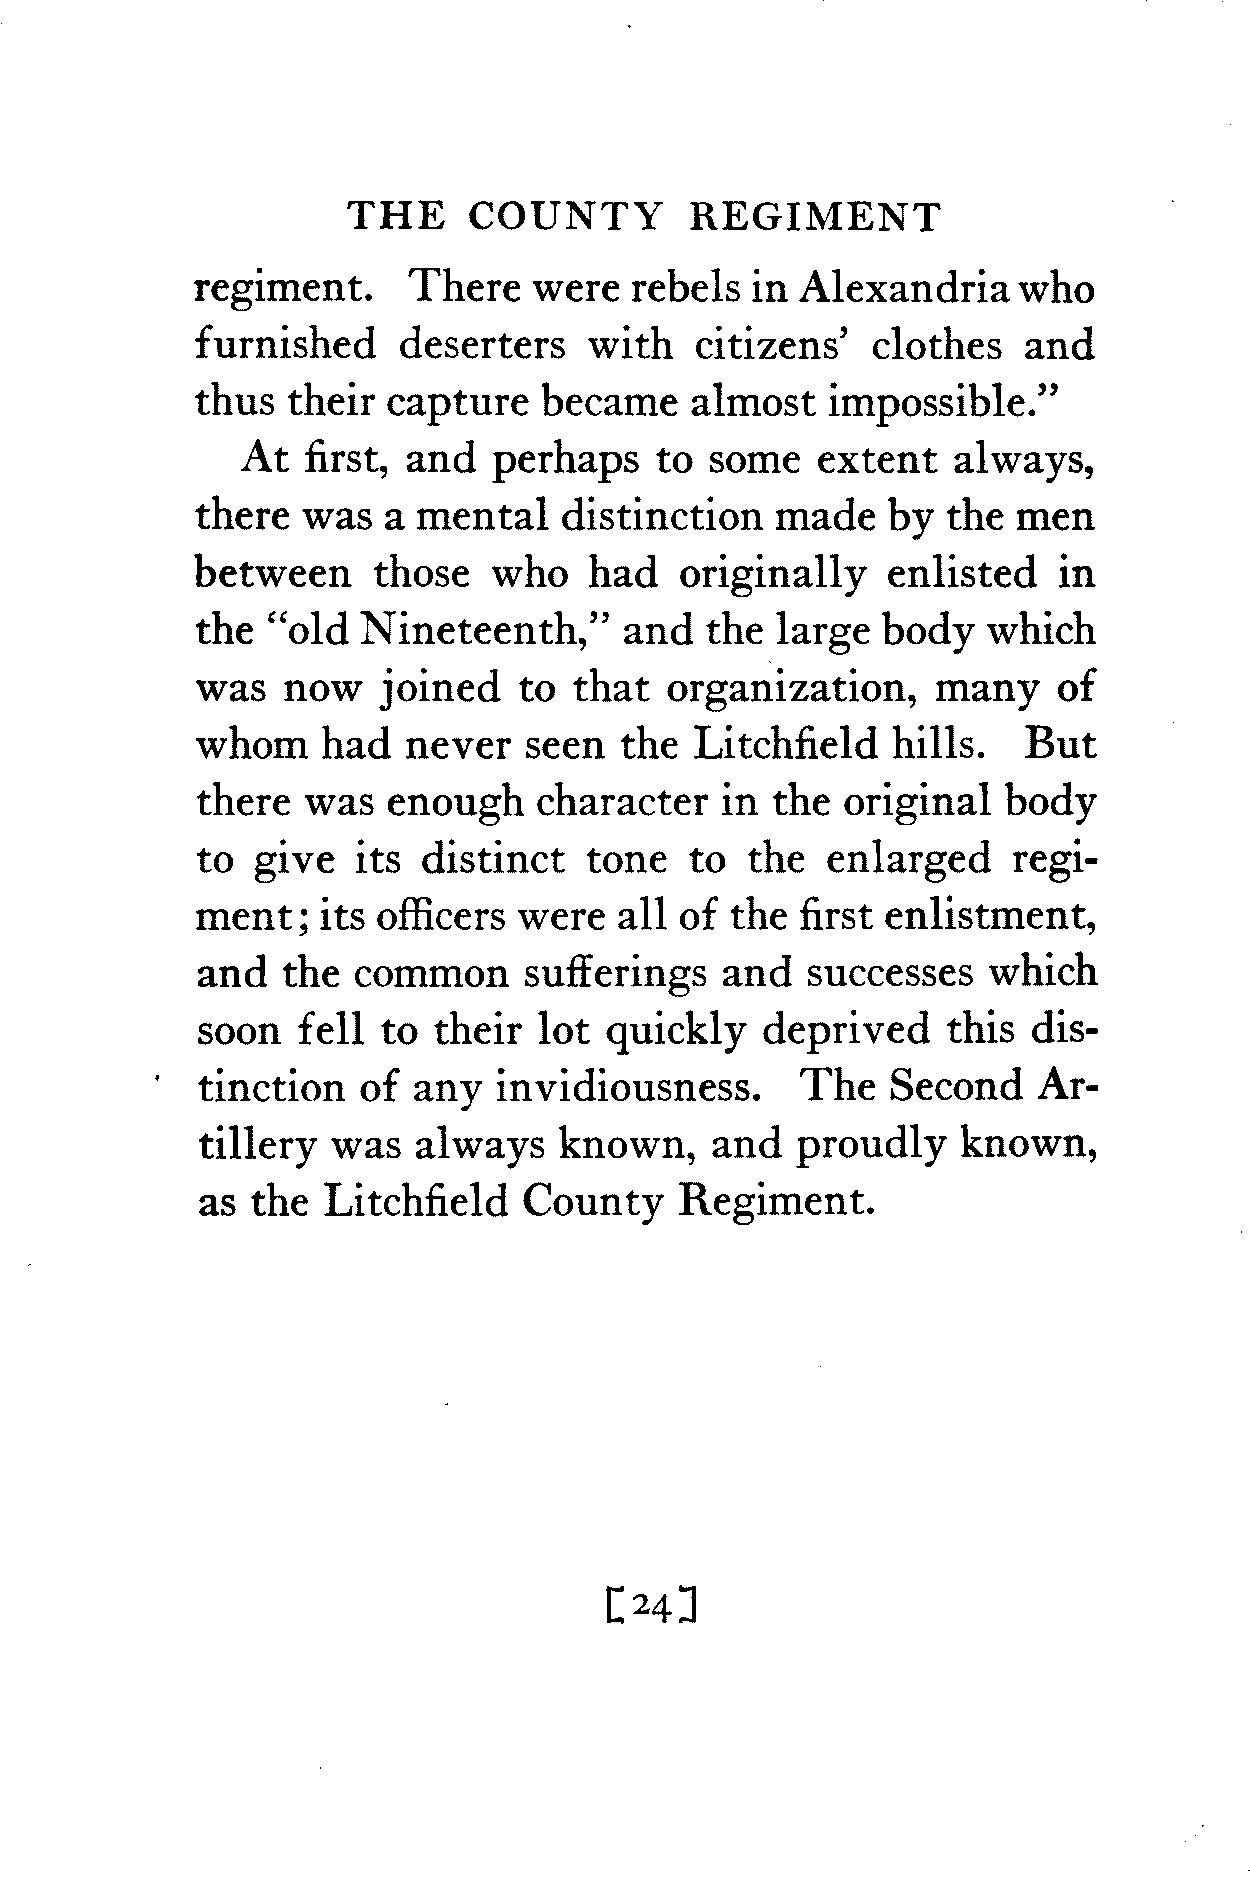 THE COUNTY REGIMENT
regiment. There were rebels in Alexandria who
furnished deserters with citizens' clothes and
thus their capture became almost impossible."
At first, and perhaps to some extent always,
there was a mental distinction made by the men
between those who had originally enlisted in
the "old Nineteenth," and the large body which
was now joined to that organization, many of
whom had never seen the Litchfield hills. But
there was enough character in the original body
to give its distinct tone to the enlarged regi-
ment; its officers were all of the first enlistment,
and the common sufferings and successes which
soon fell to their lot quickly deprived this dis-
tinction of any invidiousness. The Second Ar-
tillery was always known, and proudly known,
as the Litchfield County Regiment.
[24]